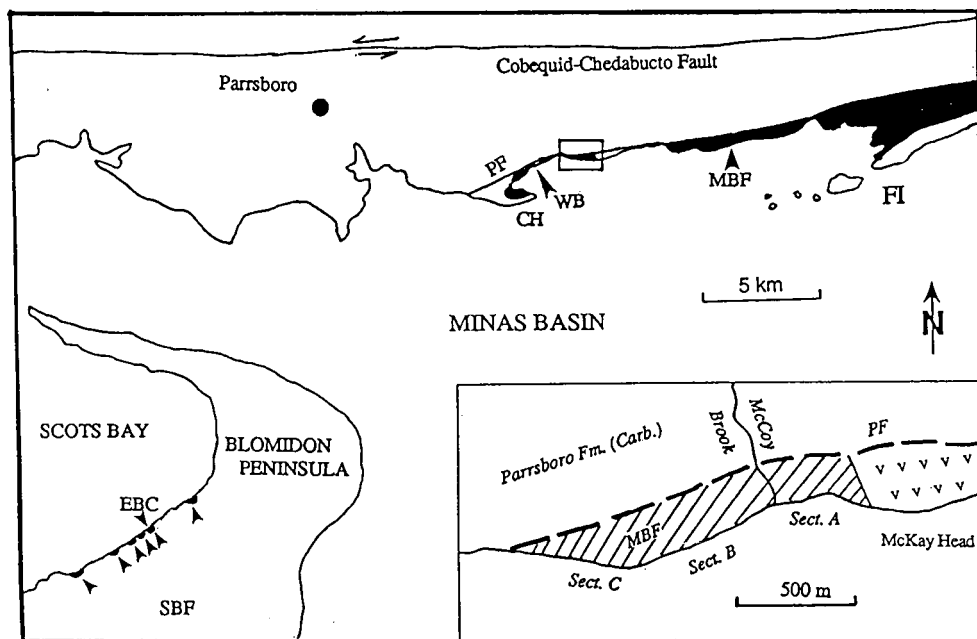 Cobequid-Chedabucto Fault
Parrsboro
PF
WB
CH
MBF
FI
5 km
MINAS BASIN
N
SCOTS BAY
BLOMIDON
PENINSULA
EBC
SBF
Parrsboro Fm. (Carb.)
Brook
McCoy
PF
v v v v v
v v v v
MBF
Sect. A
Sect. B
Sect. C
McKay Head
500 m